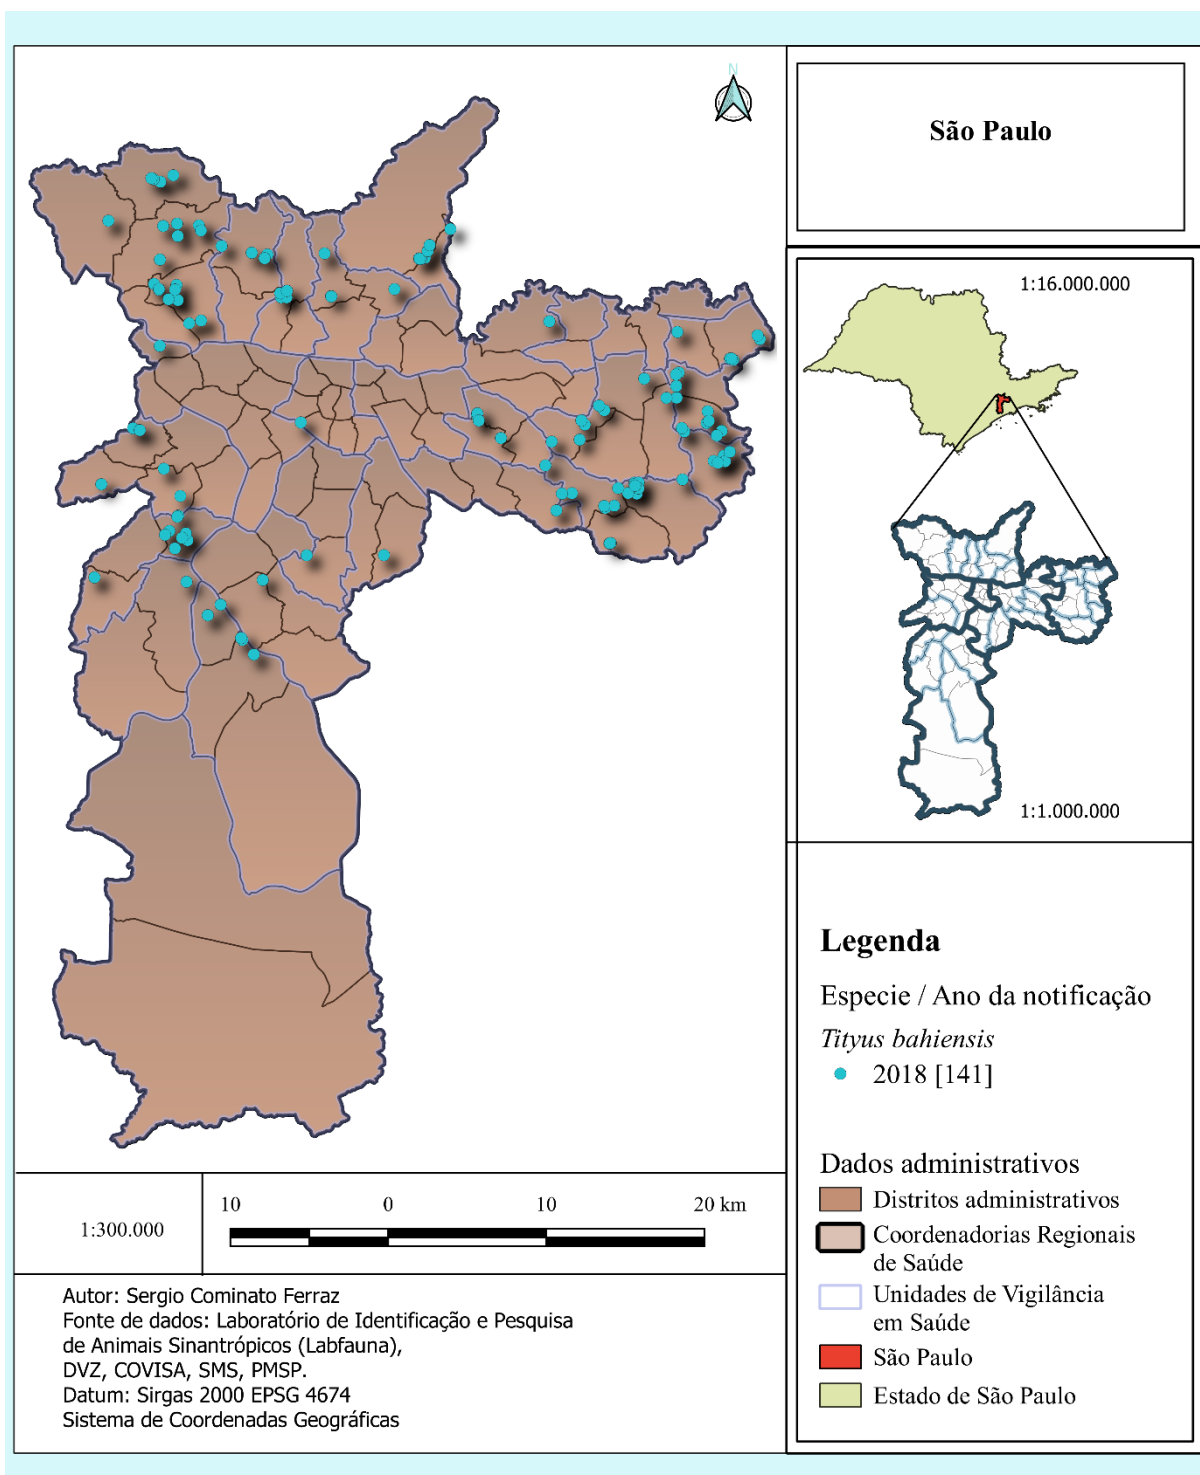 N
São Paulo
1:16.000.000
1:1.000.000
Legenda
Especie / Ano da notificação
Tityus bahiensis
2018 [141]
Dados administrativos
Distritos administrativos
Coordenadorias Regionais
de Saúde
Unidades de Vigilância
em Saúde
São Paulo
Estado de São Paulo
1:300.000
10 0 10 20 km
Autor: Sergio Cominato Ferraz
Fonte de dados: Laboratório de Identificação e Pesquisa
de Animais Sinantrópicos (Labfauna),
DVZ, COVISA, SMS, PMSP.
Datum: Sirgas 2000 EPSG 4674
Sistema de Coordenadas Geográficas